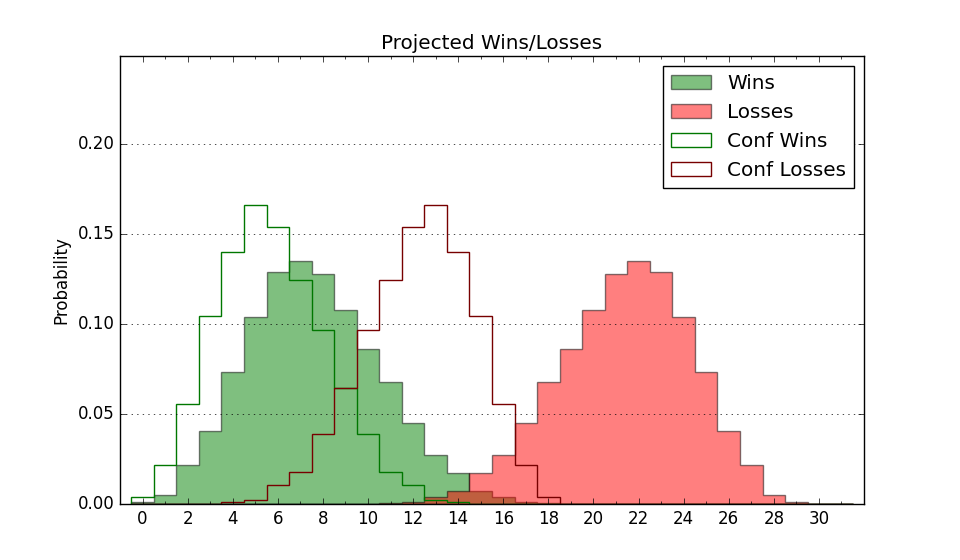 Projected Wins/Losses
Wins
Losses
Conf Wins
Conf Losses
Probability
0.20
0.15
0.10
0.05
0.00
0 2 4 6 8 10 12 14 16 18 20 22 24 26 28 30